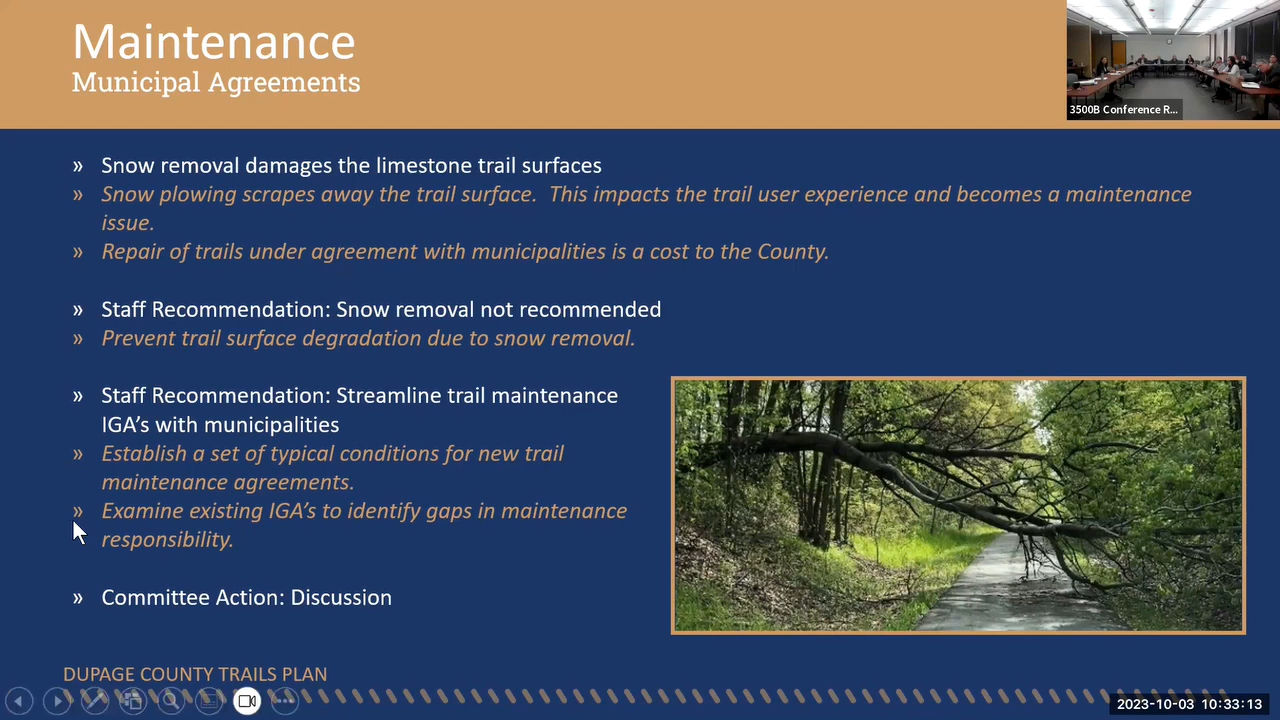 Maintenance
Municipal Agreements
3500B Conference R...
» Snow removal damages the limestone trail surfaces
» Snow plowing scrapes away the trail surface.  This impacts the trail user experience and becomes a maintenance
issue.
» Repair of trails under agreement with municipalities is a cost to the County.
» Staff Recommendation: Snow removal not recommended
» Prevent trail surface degradation due to snow removal.
» Staff Recommendation: Streamline trail maintenance
IGA’s with municipalities
» Establish a set of typical conditions for new trail
maintenance agreements.
» Examine existing IGA’s to identify gaps in maintenance
responsibility.
» Committee Action: Discussion
DUPAGE COUNTY TRAILS PLAN
2023-10-03 10:33:13